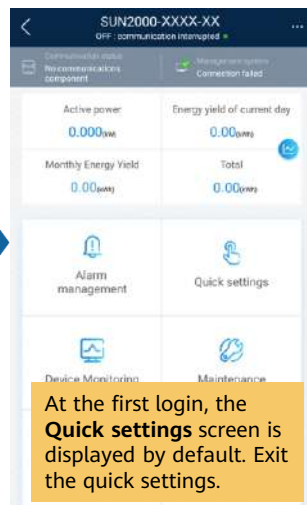 SUN2000-XXXX-XX
OFF : communication interrupted
Communication status
No communications
component
Management system
Connection failed
Active power
Energy yield of current day
0.000(kW)
0.00(kWh)
Monthly Energy Yield
Total
0.00(kWh)
0.00(kWh)
Alarm
management
Quick settings
Device Monitoring
Maintenance
At the first login, the
Quick settings screen is
displayed by default. Exit
the quick settings.